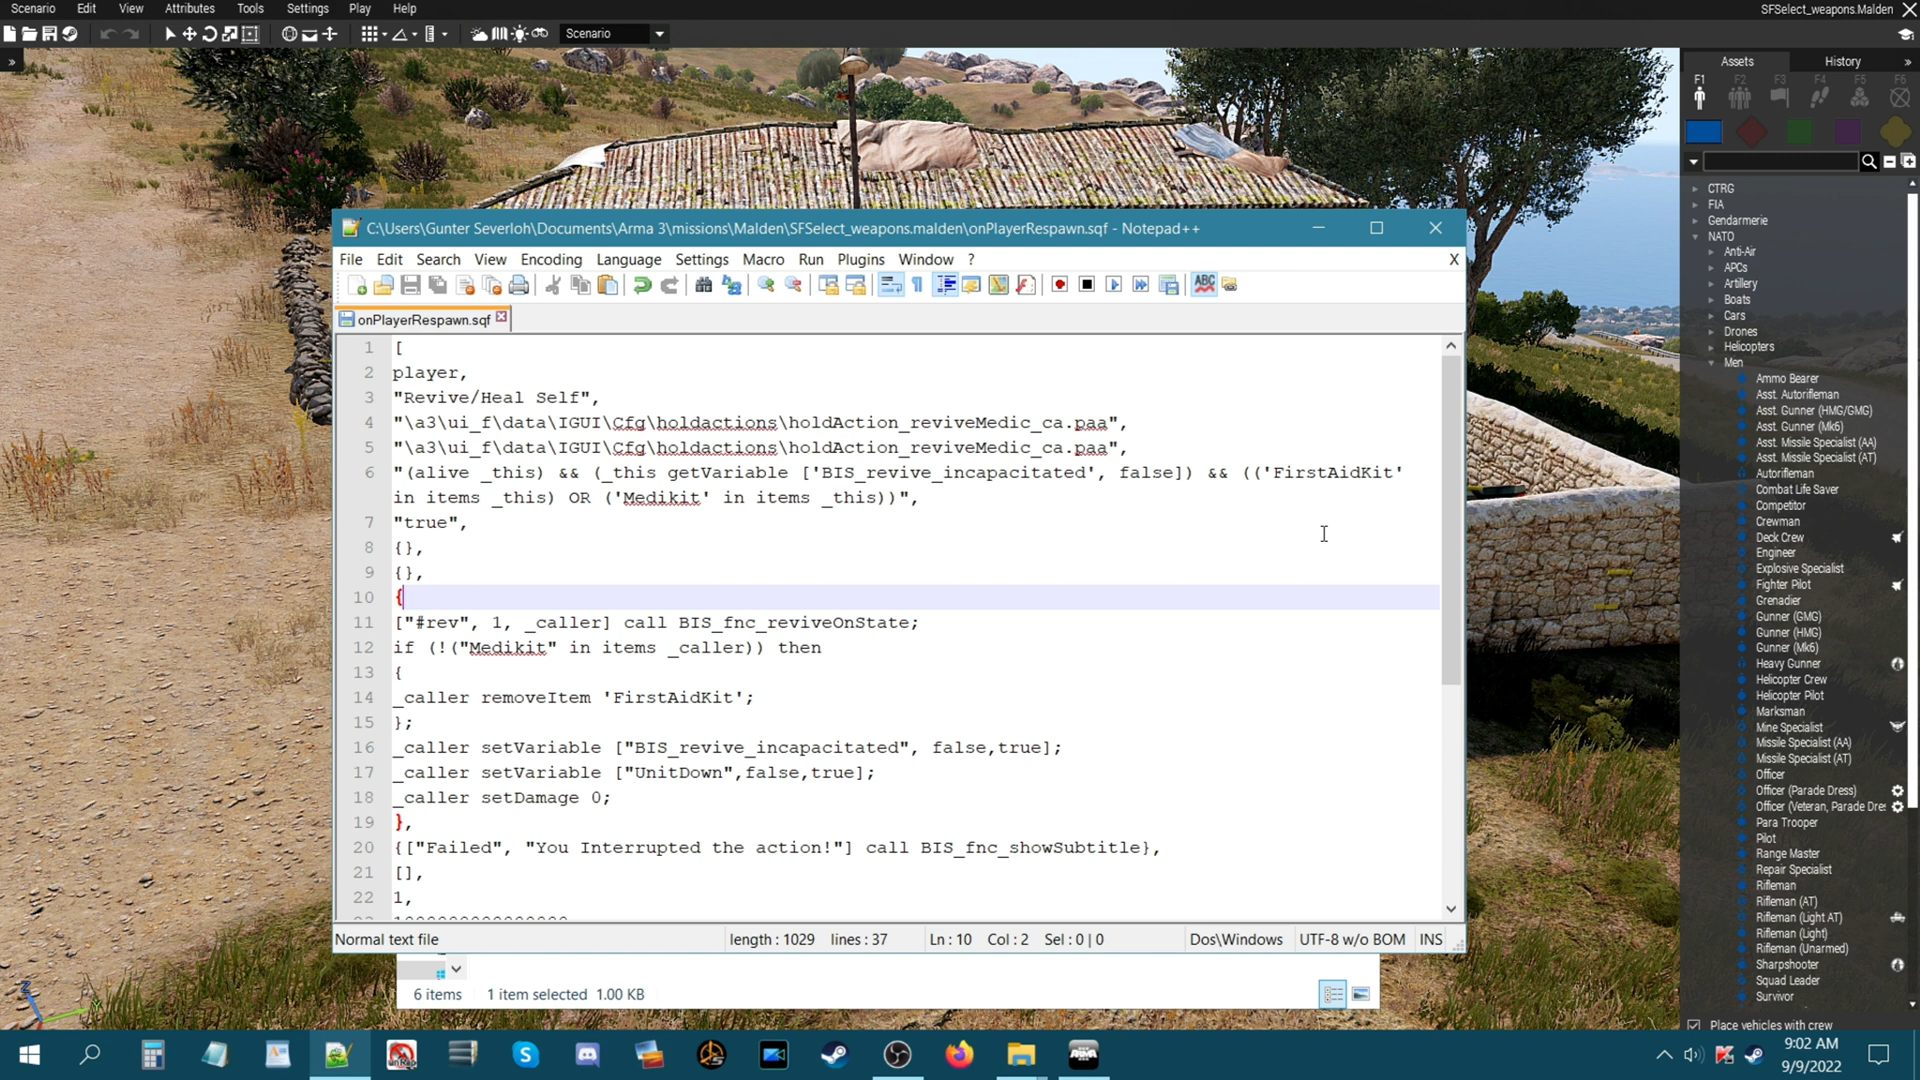 Scenario Edit View Tools Settings Play Help
SFSelect_weapons.Malden
Scenario
Assets History »
»
F1 F2 F3 F4 F5 F6
C:\Users\Gunter Severloh\Documents\Arma 3\missions\Malden\SFSelect_weapons.malden\onPlayerRespawn.sqf - Notepad++
File Edit Search View Encoding Language Settings Macro Run Plugins Window ? X
ABC
onPlayerRespawn.sqf
1 [
2 player,
3 "Revive/Heal Self",
4 "\a3\ui_f\data\IGUI\Cfg\holdactions\holdAction_reviveMedic_ca.paa",
5 "\a3\ui_f\data\IGUI\Cfg\holdactions\holdAction_reviveMedic_ca.paa",
6 "(alive _this) && (_this getVariable ['BIS_revive_incapacitated', false]) && (('FirstAidKit'
in items _this) OR ('Medikit' in items _this))",
7 "true",
8 {},
9 {},
10 {
11 ["#rev", 1, _caller] call BIS_fnc_reviveOnState;
12 if (!("Medikit" in items _caller)) then
13 {
14 _caller removeItem 'FirstAidKit';
15 };
16 _caller setVariable ["BIS_revive_incapacitated", false,true];
17 _caller setVariable ["UnitDown",false,true];
18 _caller setDamage 0;
19 },
20 {["Failed", "You Interrupted the action!"] call BIS_fnc_showSubtitle},
21 [],
22 1,
Normal text file length : 1029 lines : 37 Ln : 10 Col : 2 Sel : 0 | 0 Dos\Windows UTF-8 w/o BOM INS
6 items 1 item selected 1.00 KB
CTRG
FIA
Gendarmerie
NATO
Anti-Air
APCs
Artillery
Boats
Cars
Drones
Helicopters
Men
Ammo Bearer
Asst. Autorifleman
Asst. Gunner (HMG/GMG)
Asst. Gunner (Mk6)
Asst. Missile Specialist (AA)
Asst. Missile Specialist (AT)
Autorifleman
Combat Life Saver
Competitor
Crewman
Deck Crew
Engineer
Explosive Specialist
Fighter Pilot
Grenadier
Gunner (GMG)
Gunner (HMG)
Gunner (Mk6)
Heavy Gunner
Helicopter Crew
Helicopter Pilot
Marksman
Mine Specialist
Missile Specialist (AA)
Missile Specialist (AT)
Officer
Officer (Parade Dress)
Officer (Veteran, Parade Dres
Para Trooper
Pilot
Range Master
Repair Specialist
Rifleman
Rifleman (AT)
Rifleman (Light AT)
Rifleman (Light)
Rifleman (Unarmed)
Sharpshooter
Squad Leader
Survivor
Place vehicles with crew
9:02 AM
9/9/2022